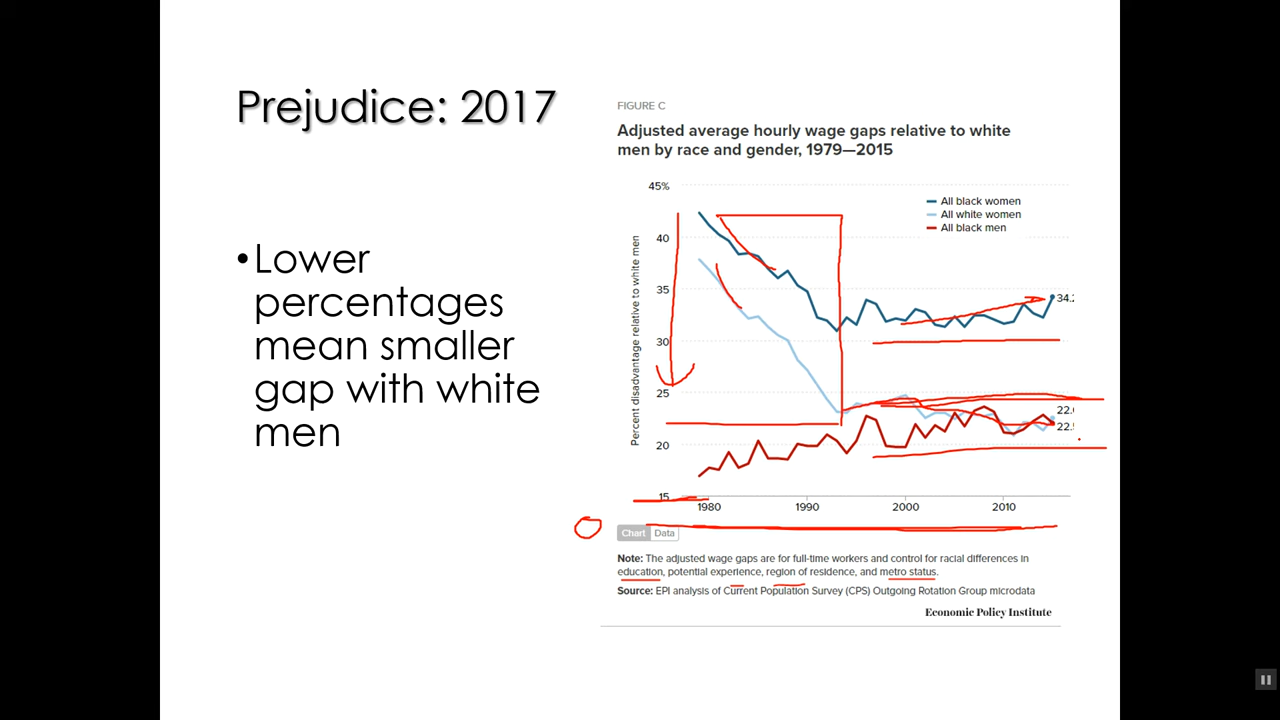 Prejudice: 2017
•Lower
percentages
mean smaller
gap with white
men
FIGURE C
Adjusted average hourly wage gaps relative to white
men by race and gender, 1979—2015
Percent disadvantage relative to white men
45%
40
35
30
25
20
15
All black women
All white women
All black men
34.2
22.
22.
1980
1990
2000
2010
Chart Data
Note: The adjusted wage gaps are for full-time workers and control for racial differences in
education, potential experience, region of residence, and metro status.
Source: EPI analysis of Current Population Survey (CPS) Outgoing Rotation Group microdata
Economic Policy Institute